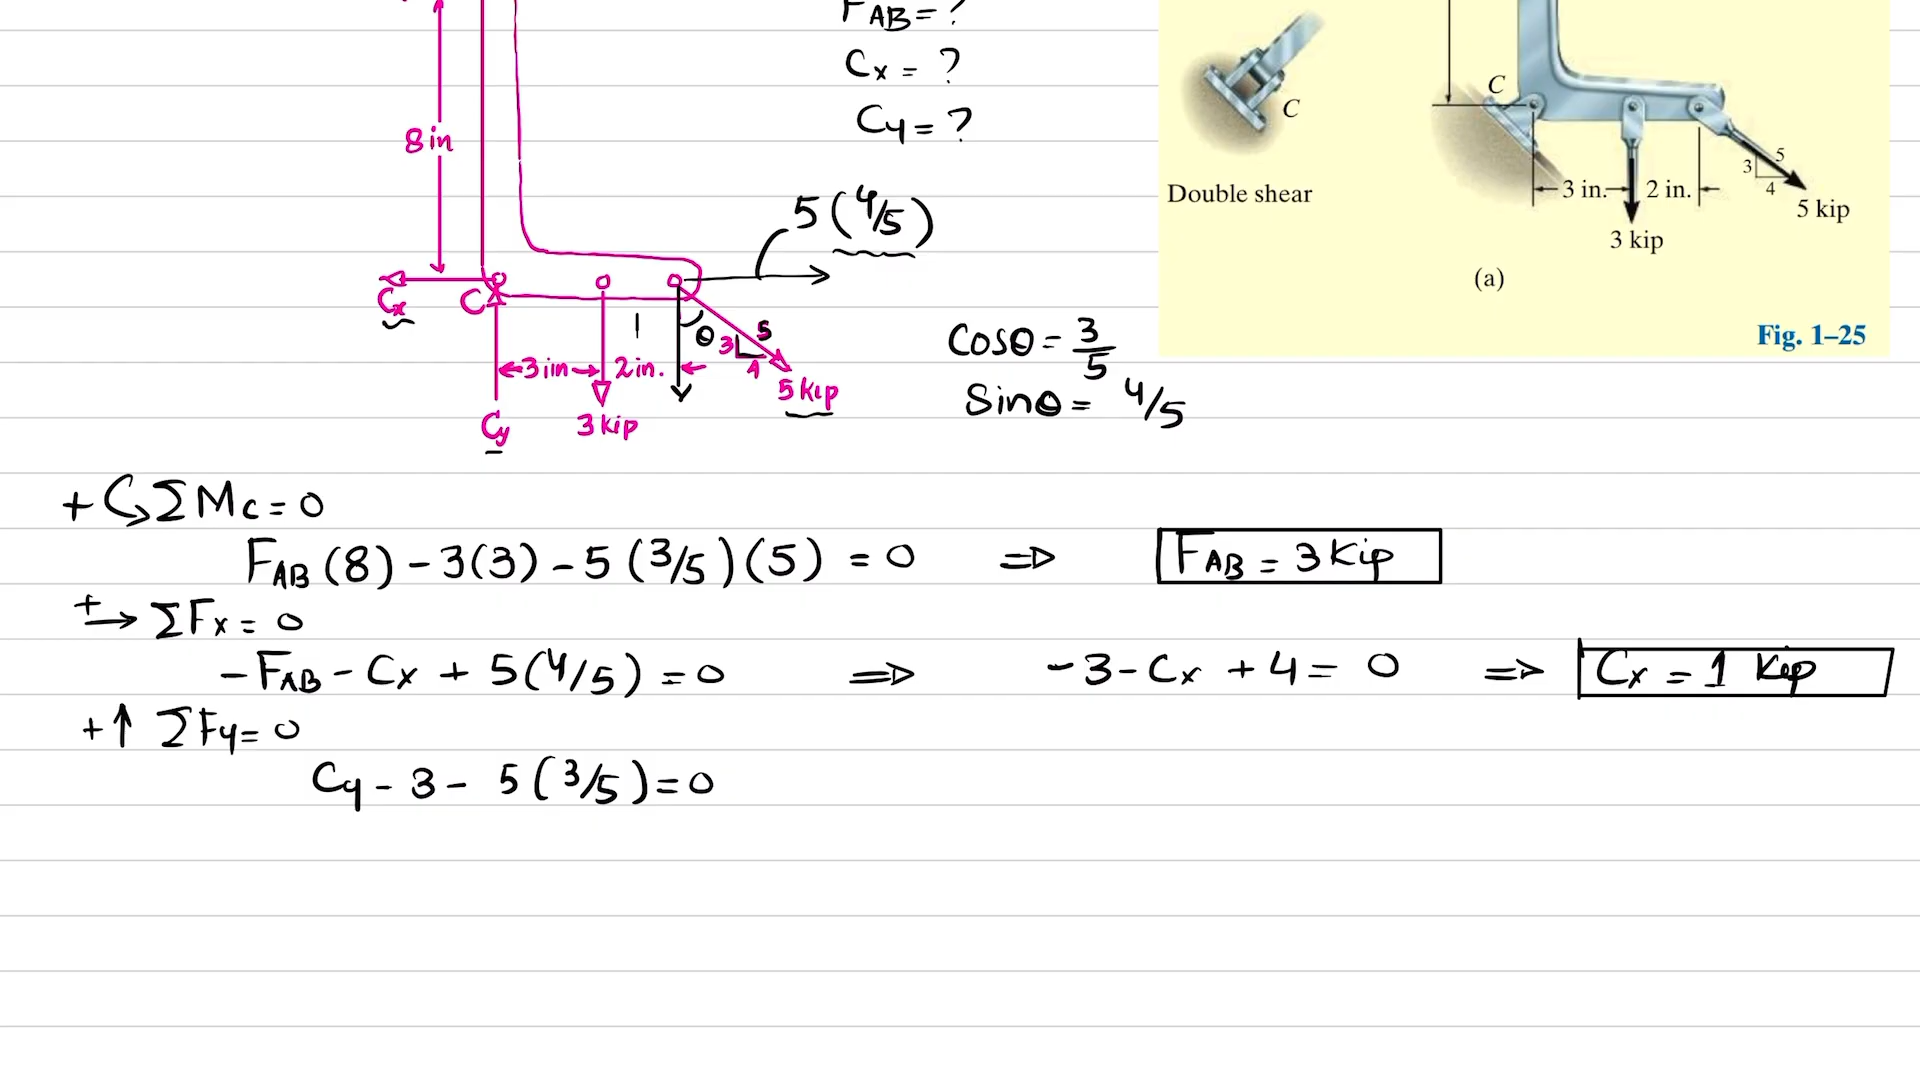 F AB = ?
Cx = ?
Cy = ?
8 in
5 (4/5)
Cx
C
θ
3
5
4
3 in
2 in.
5 kip
Cy
3 kip
Cosθ = 3/5
Sinθ = 4/5
C
Double shear
C
3 in.
2 in.
3
5
4
5 kip
3 kip
(a)
Fig. 1–25
+ ΣMc = 0
FAB (8) - 3(3) - 5 (3/5) (5) = 0 ⇒ FAB = 3 Kip
+→ ΣFx = 0
- FAB - Cx + 5(4/5) = 0 ⇒ -3 - Cx + 4 = 0 ⇒ Cx = 1 Kip
+↑ ΣFy = 0
Cy - 3 - 5 (3/5) = 0